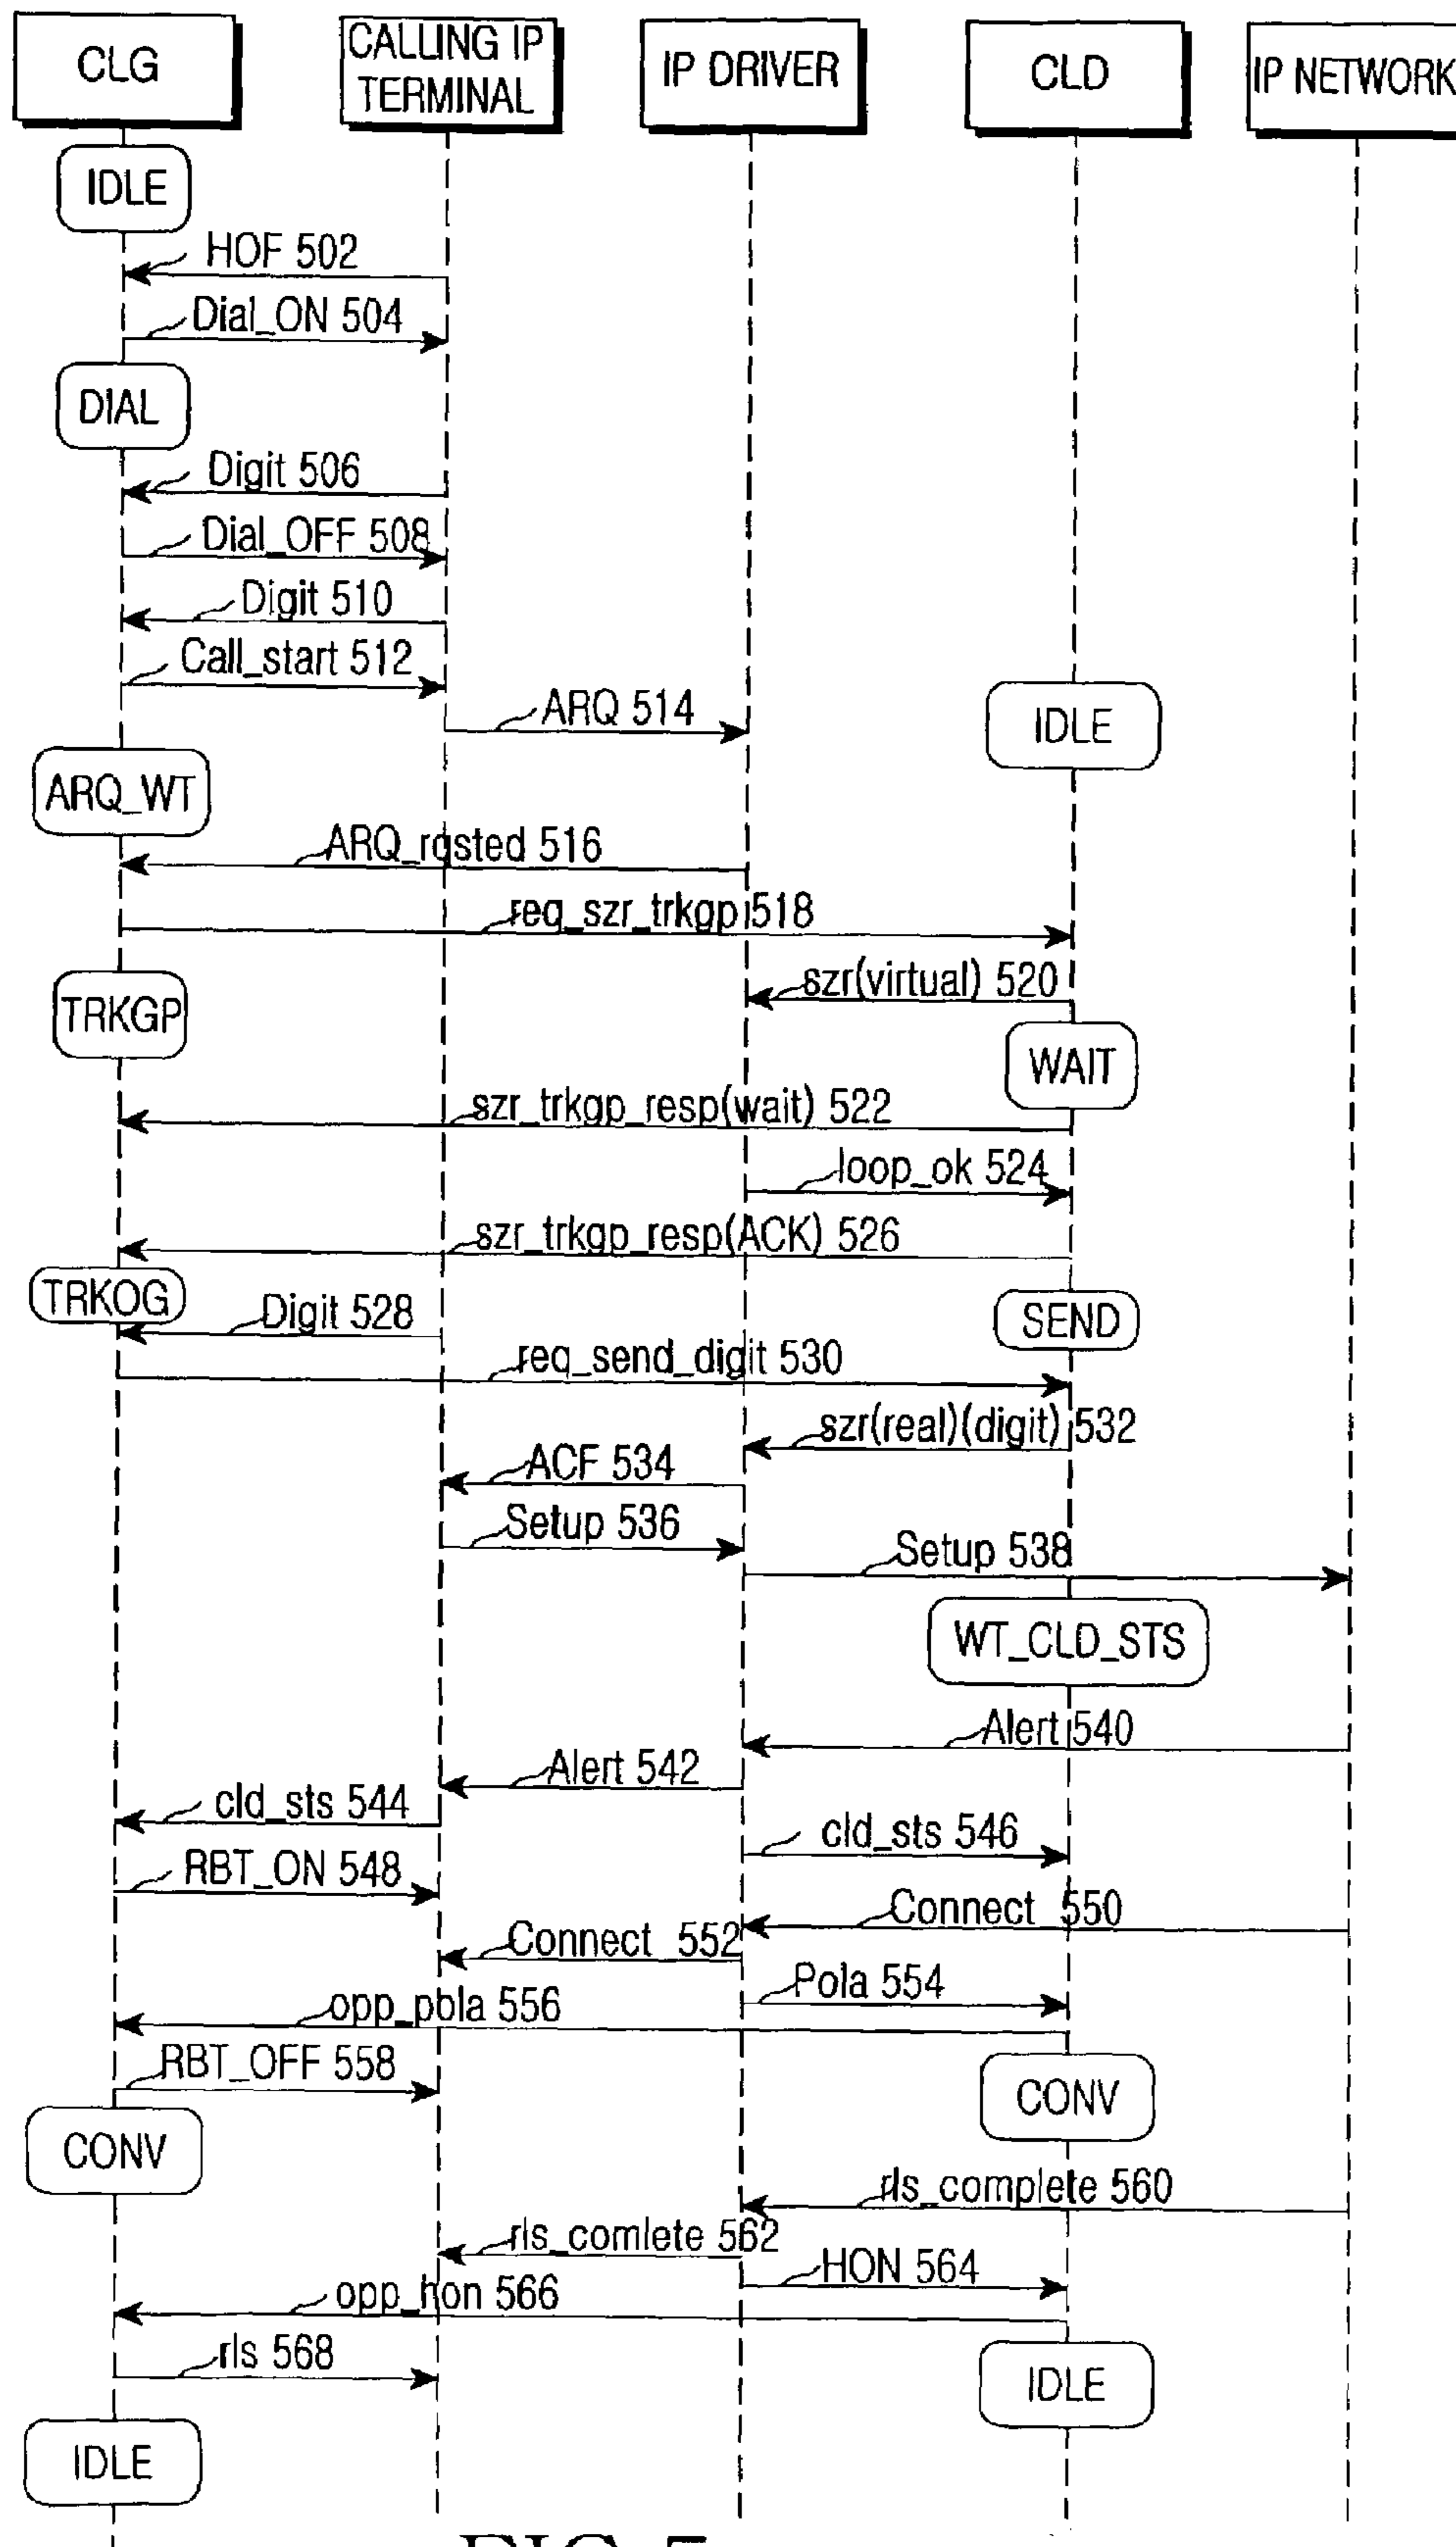 CLG
CALLING IP
TERMINAL
IP DRIVER
CLD
IP NETWORK
IDLE
HOF 502
Dial_ON 504
DIAL
Digit 506
Dial_OFF 508
Digit 510
Call_start 512
ARQ 514
IDLE
ARQ_WT
ARQ_rqsted 516
req_szr_trkgp 518
szr(virtual) 520
TRKGP
WAIT
szr_trkgp_resp(wait) 522
loop_ok 524
szr_trkgp_resp(ACK) 526
TRKOG
Digit 528
SEND
req_send_digit 530
szr(real)(digit) 532
ACF 534
Setup 536
Setup 538
WT_CLD_STS
Alert 540
Alert 542
cld_sts 544
cld_sts 546
RBT_ON 548
Connect 550
Connect 552
Pola 554
opp_pola 556
RBT_OFF 558
CONV
CONV
rls_complete 560
rls_comlete 562
HON 564
opp_hon 566
rls 568
IDLE
IDLE